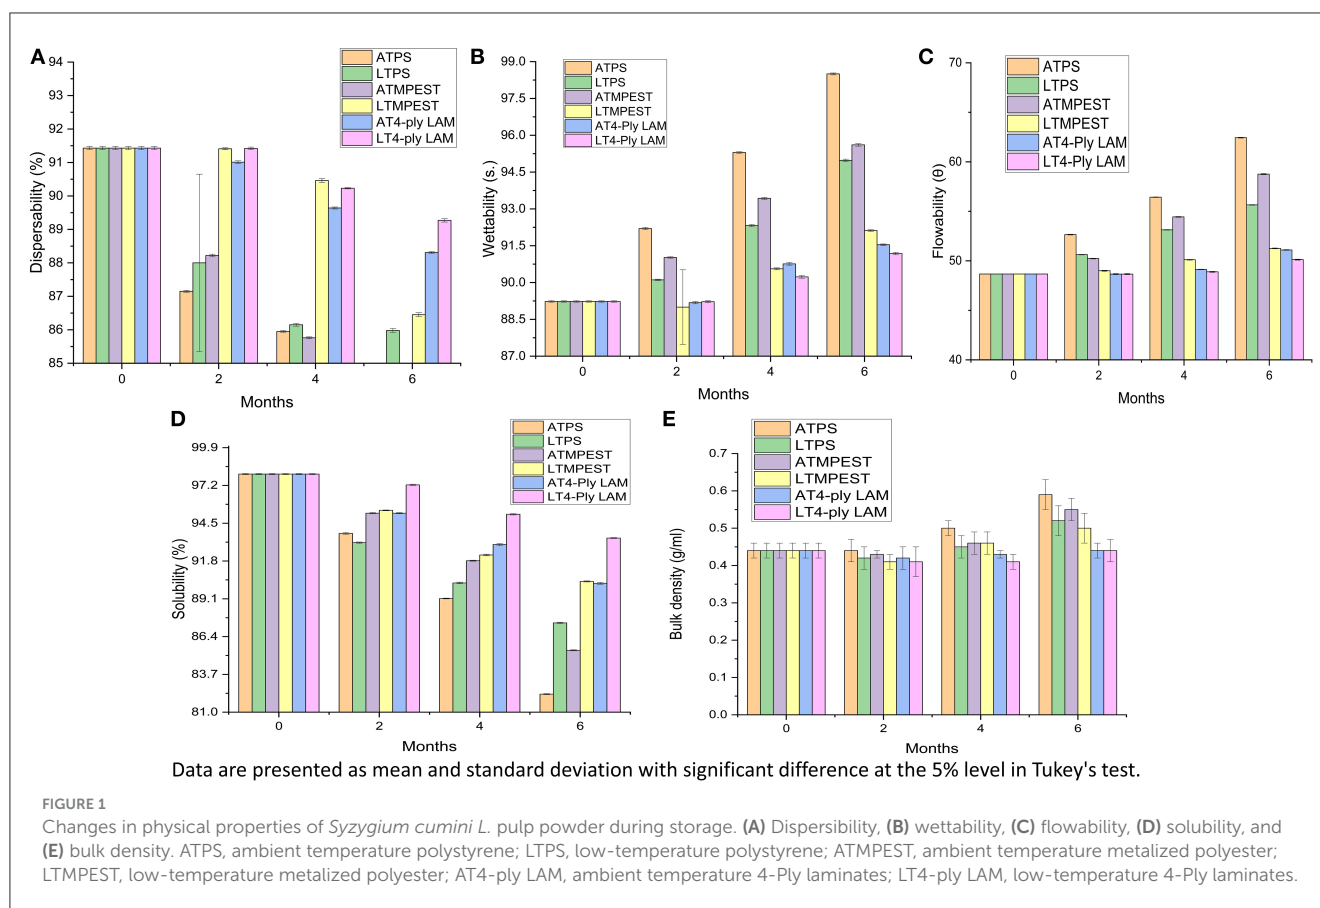 A
94
93
92
91
90
89
88
87
86
85
Dispersability (%)
0
2
4
6
Months
ATPS
LTPS
ATMPEST
LTMPEST
AT4-ply LAM
LT4-ply LAM
B
99.0
97.5
96.0
94.5
93.0
91.5
90.0
88.5
87.0
Wettability (s.)
0
2
4
6
Months
ATPS
LTPS
ATMPEST
LTMPEST
AT4-Ply LAM
LT4-Ply LAM
C
70
60
50
40
Flowability (θ)
0
2
4
6
Months
ATPS
LTPS
ATMPEST
LTMPEST
AT4-Ply LAM
LT4-Ply LAM
D
99.9
97.2
94.5
91.8
89.1
86.4
83.7
81.0
Solubility (%)
0
2
4
6
Months
ATPS
LTPS
ATMPEST
LTMPEST
AT4-Ply LAM
LT4-Ply LAM
E
0.7
0.6
0.5
0.4
0.3
0.2
0.1
0.0
Bulk density (g/ml)
0
2
4
6
Months
ATPS
LTPS
ATMPEST
LTMPEST
AT4-ply LAM
LT4-ply LAM
Data are presented as mean and standard deviation with significant difference at the 5% level in Tukey's test.
FIGURE 1
Changes in physical properties of Syzygium cumini L. pulp powder during storage. (A) Dispersibility, (B) wettability, (C) flowability, (D) solubility, and
(E) bulk density. ATPS, ambient temperature polystyrene; LTPS, low-temperature polystyrene; ATMPEST, ambient temperature metalized polyester;
LTMPEST, low-temperature metalized polyester; AT4-ply LAM, ambient temperature 4-Ply laminates; LT4-ply LAM, low-temperature 4-Ply laminates.